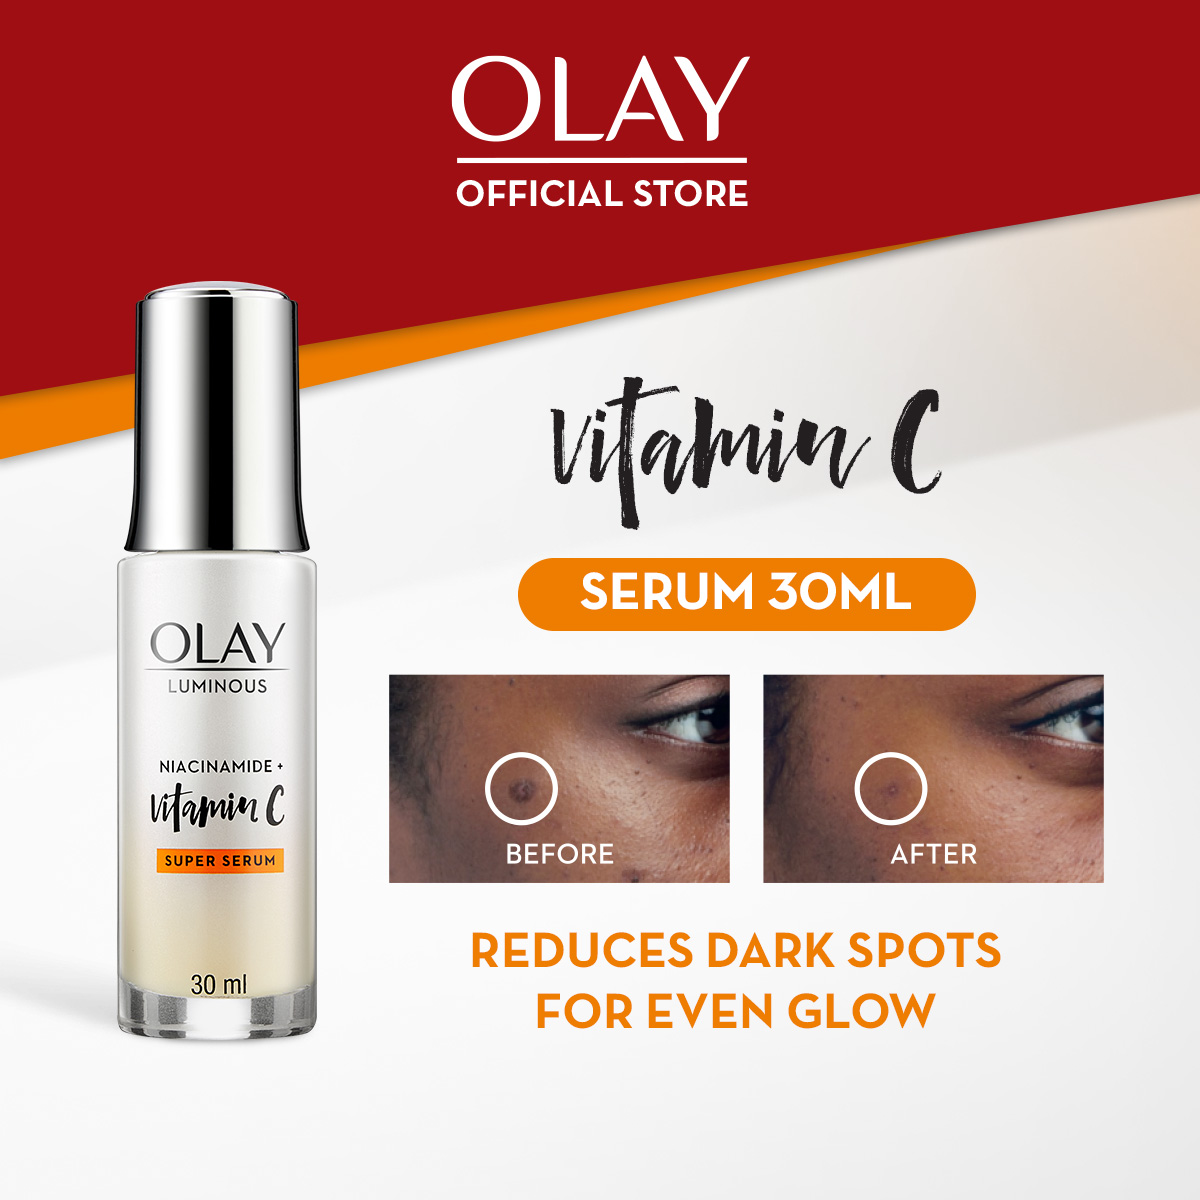 OLAY
OFFICIAL STORE
Vitamin C
SERUM 30ML
OLAY
LUMINOUS
NIACINAMIDE +
Vitamin C
SUPER SERUM
30 ml
BEFORE
AFTER
REDUCES DARK SPOTS
FOR EVEN GLOW